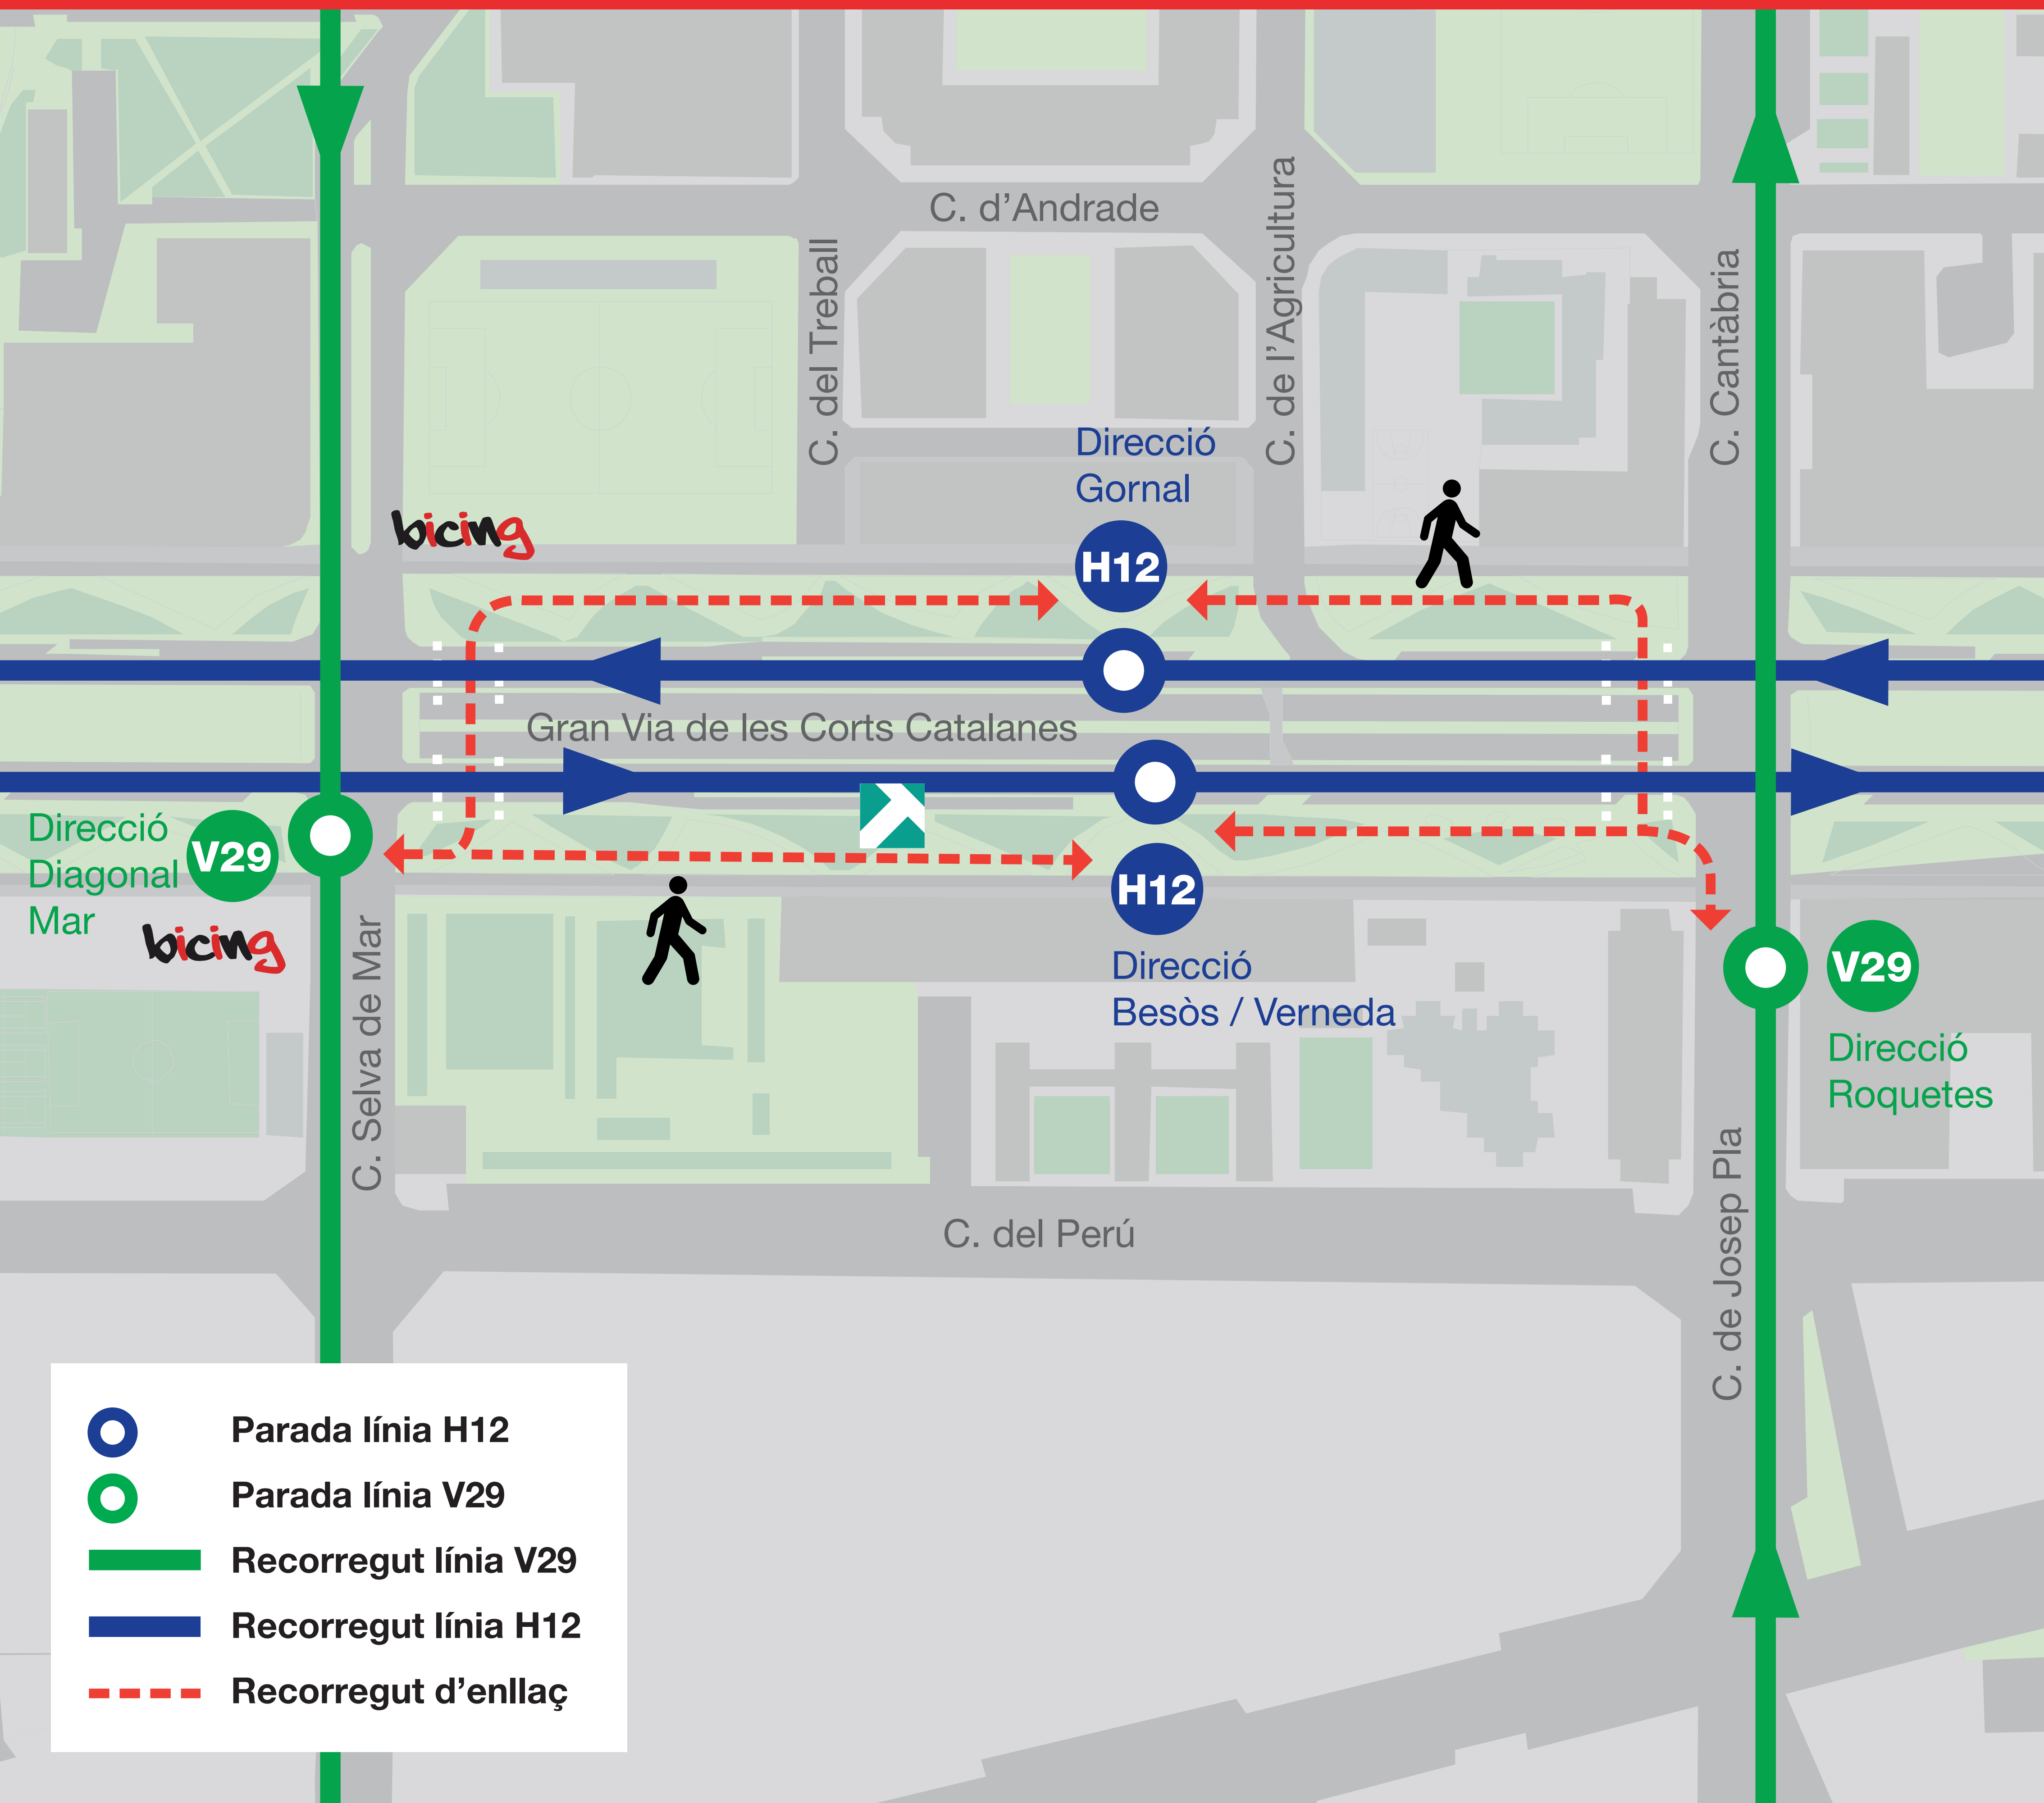 C. d'Andrade
C. del Treball
C. de l'Agricultura
C. Cantàbria
Direcció
Gornal
bicing
H12
Gran Via de les Corts Catalanes
Direcció
Diagonal
Mar
V29
bicing
H12
Direcció
Besòs / Verneda
C. Selva de Mar
V29
Direcció
Roquetes
C. del Perú
C. de Josep Pla
Parada línia H12
Parada línia V29
Recorregut línia V29
Recorregut línia H12
Recorregut d'enllaç